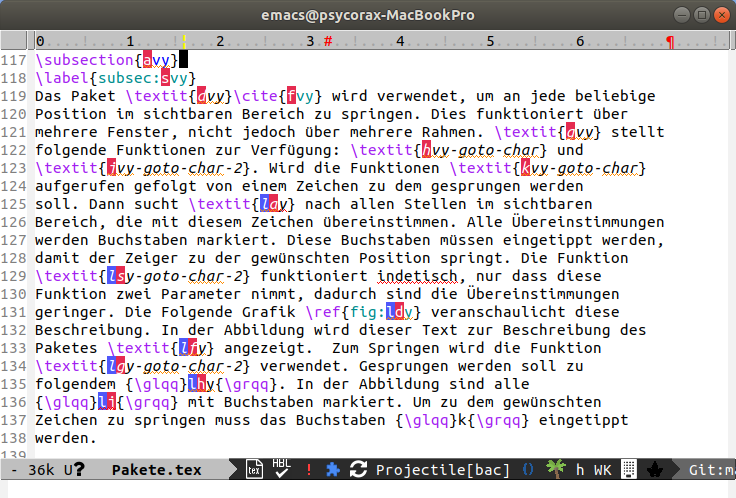 emacs@psycorax-MacBookPro
0 1 2 3 # 4 5 6 ¶
117 \subsection{avy}
118 \label{subsec:svy}
119 Das Paket \textit{dvy}\cite{fvy} wird verwendet, um an jede beliebige
120 Position im sichtbaren Bereich zu springen. Dies funktioniert über
121 mehrere Fenster, nicht jedoch über mehrere Rahmen. \textit{gvy} stellt
122 folgende Funktionen zur Verfügung: \textit{hvy-goto-char} und
123 \textit{jvy-goto-char-2}. Wird die Funktionen \textit{kvy-goto-char}
124 aufgerufen gefolgt von einem Zeichen zu dem gesprungen werden
125 soll. Dann sucht \textit{lay} nach allen Stellen im sichtbaren
126 Bereich, die mit diesem Zeichen übereinstimmen. Alle Übereinstimmungen
127 werden Buchstaben markiert. Diese Buchstaben müssen eingetippt werden,
128 damit der Zeiger zu der gewünschten Position springt. Die Funktion
129 \textit{lsy-goto-char-2} funktioniert indetisch, nur dass diese
130 Funktion zwei Parameter nimmt, dadurch sind die Übereinstimmungen
131 geringer. Die Folgende Grafik \ref{fig:ldy} veranschaulicht diese
132 Beschreibung. In der Abbildung wird dieser Text zur Beschreibung des
133 Paketes \textit{lfy} angezeigt.  Zum Springen wird die Funktion
134 \textit{lgy-goto-char-2} verwendet. Gesprungen werden soll zu
135 folgendem {\glqq}lhy{\grqq}. In der Abbildung sind alle
136 {\glqq}lj{\grqq} mit Buchstaben markiert. Um zu dem gewünschten
137 Zeichen zu springen muss das Buchstaben {\glqq}k{\grqq} eingetippt
138 werden.
139
- 36k U? Pakete.tex tex ABL ! Projectile[bac] () h WK Git:ma